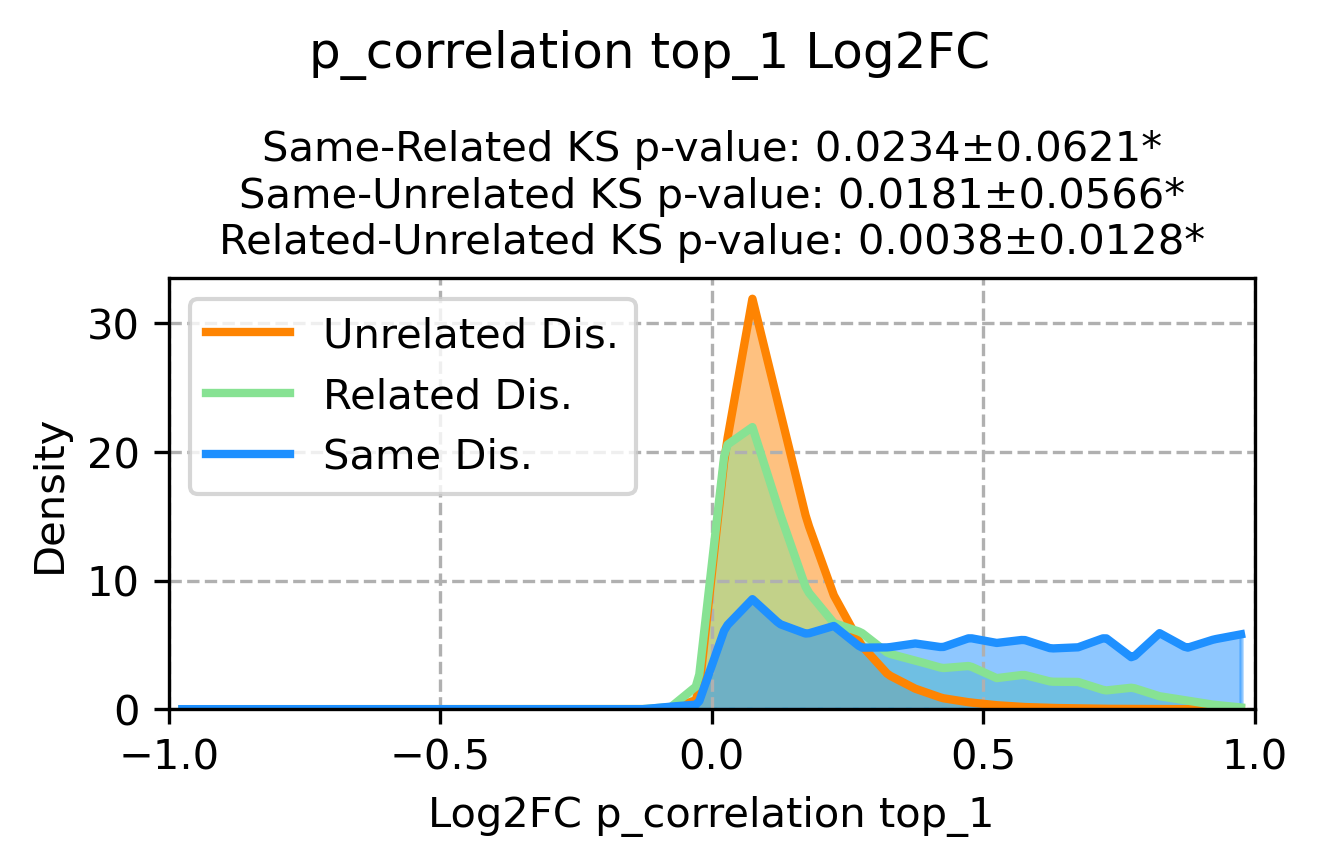 p_correlation top_1 Log2FC
Same-Related KS p-value: 0.0234±0.0621*
Same-Unrelated KS p-value: 0.0181±0.0566*
Related-Unrelated KS p-value: 0.0038±0.0128*
Unrelated Dis.
Related Dis.
Same Dis.
Density
30
20
10
0
−1.0 −0.5 0.0 0.5 1.0
Log2FC p_correlation top_1